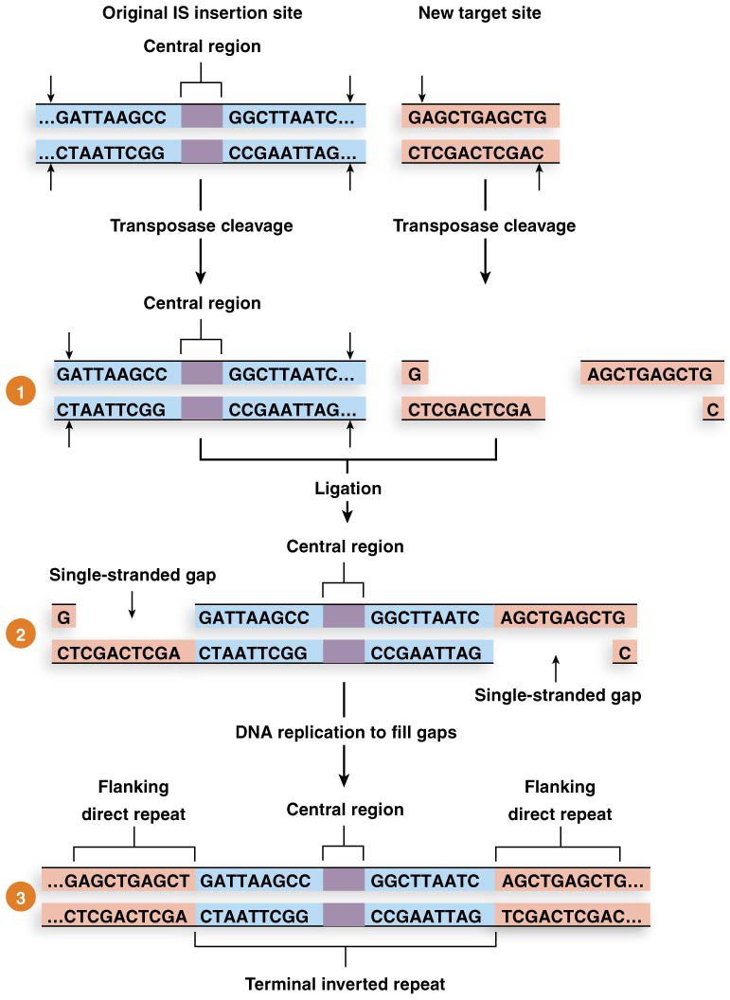 Original IS insertion site
New target site
Central region
...GATTAAGCC GGCTTAATC...
GAGCTGAGCTG
...CTAATTCGG CCGAATTAG...
CTCGACTCGAC
Transposase cleavage
Transposase cleavage
Central region
1
GATTAAGCC GGCTTAATC...
G
AGCTGAGCTG
CTAATTCGG CCGAATTAG...
CTCGACTCGA
C
Ligation
Central region
Single-stranded gap
2
G
GATTAAGCC GGCTTAATC AGCTGAGCTG
CTCGACTCGA CTAATTCGG CCGAATTAG
C
Single-stranded gap
DNA replication to fill gaps
Flanking
direct repeat
Central region
Flanking
direct repeat
3
...GAGCTGAGCT GATTAAGCC GGCTTAATC AGCTGAGCTG...
...CTCGACTCGA CTAATTCGG CCGAATTAG TCGACTCGAC...
Terminal inverted repeat